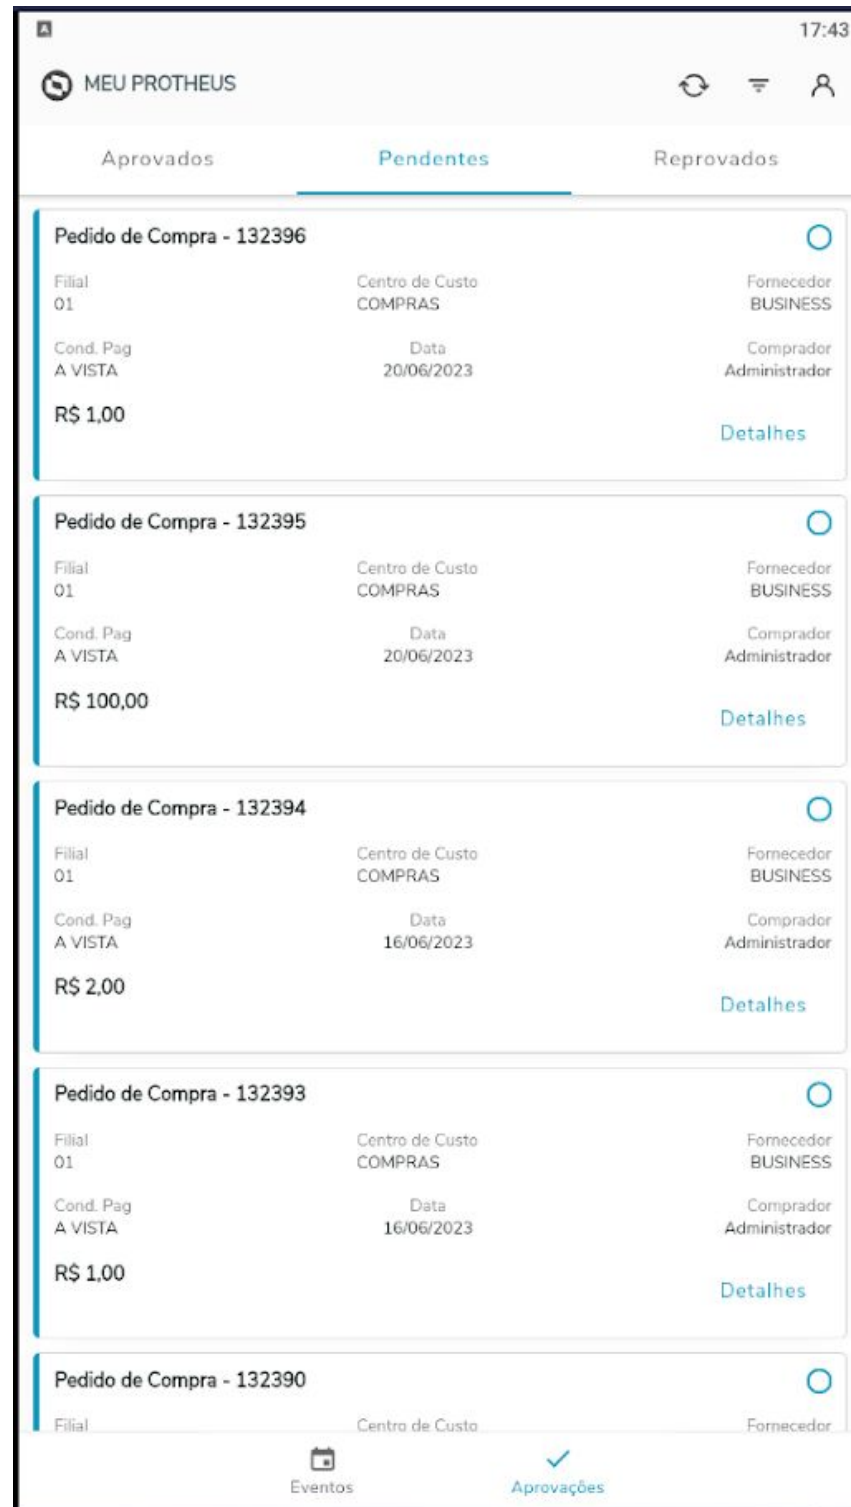 17:43
MEU PROTHEUS
Aprovados Pendentes Reprovados
Pedido de Compra - 132396
Filial Centro de Custo Fornecedor
01 COMPRAS BUSINESS
Cond. Pag Data Comprador
A VISTA 20/06/2023 Administrador
R$ 1,00
Detalhes
Pedido de Compra - 132395
Filial Centro de Custo Fornecedor
01 COMPRAS BUSINESS
Cond. Pag Data Comprador
A VISTA 20/06/2023 Administrador
R$ 100,00
Detalhes
Pedido de Compra - 132394
Filial Centro de Custo Fornecedor
01 COMPRAS BUSINESS
Cond. Pag Data Comprador
A VISTA 16/06/2023 Administrador
R$ 2,00
Detalhes
Pedido de Compra - 132393
Filial Centro de Custo Fornecedor
01 COMPRAS BUSINESS
Cond. Pag Data Comprador
A VISTA 16/06/2023 Administrador
R$ 1,00
Detalhes
Pedido de Compra - 132390
Filial Centro de Custo Fornecedor
Eventos Aprovações